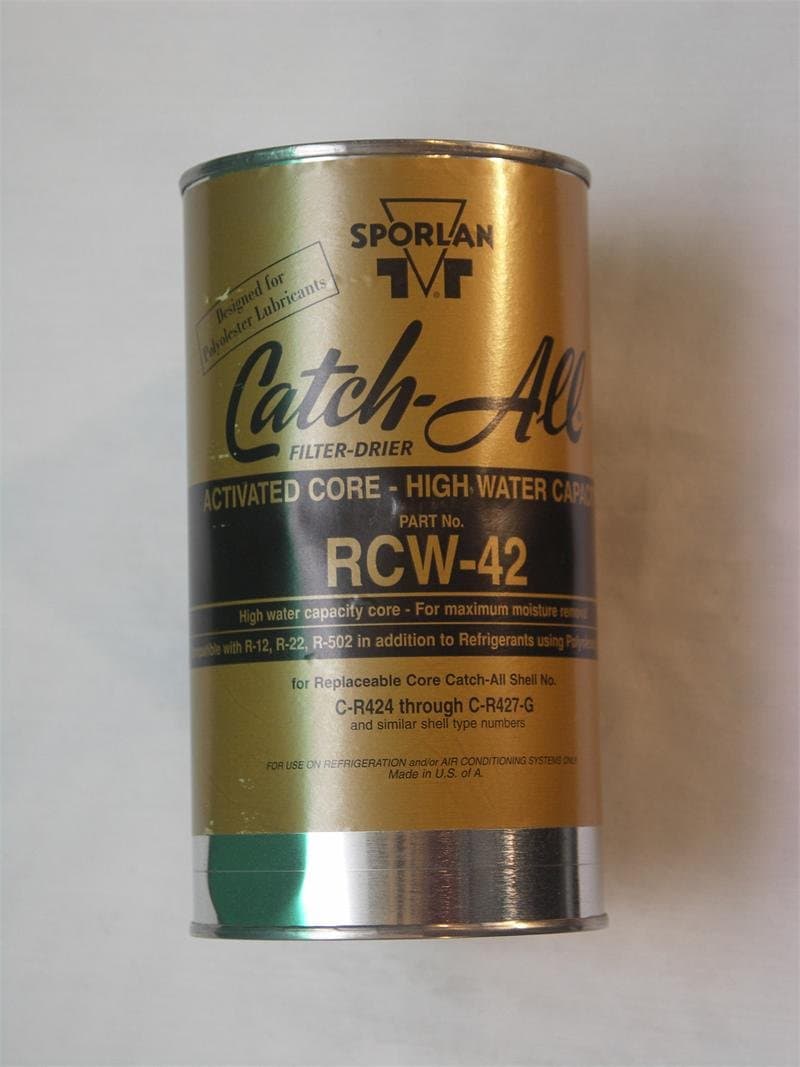 SPORLAN
Designed for
Polyolester Lubricants
Catch-All
FILTER-DRIER
ACTIVATED CORE - HIGH WATER CAPAC
PART No.
RCW-42
High water capacity core - For maximum moisture removal
with R-12, R-22, R-502 in addition to Refrigerants using
for Replaceable Core Catch-All Shell No.
C-R424 through C-R427-G
and similar shell type numbers
FOR USE ON REFRIGERATION and/or AIR CONDITIONING SYSTEMS ONLY
Made in U.S. of A.